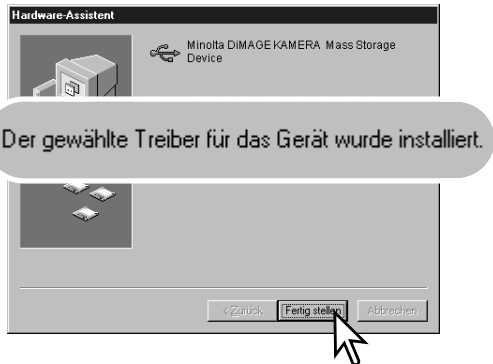 Hardware-Assistent
Minolta DiMAGE KAMERA Mass Storage
Device
Der gewählte Treiber für das Gerät wurde installiert.
< Zurück
Fertig stellen
Abbrechen